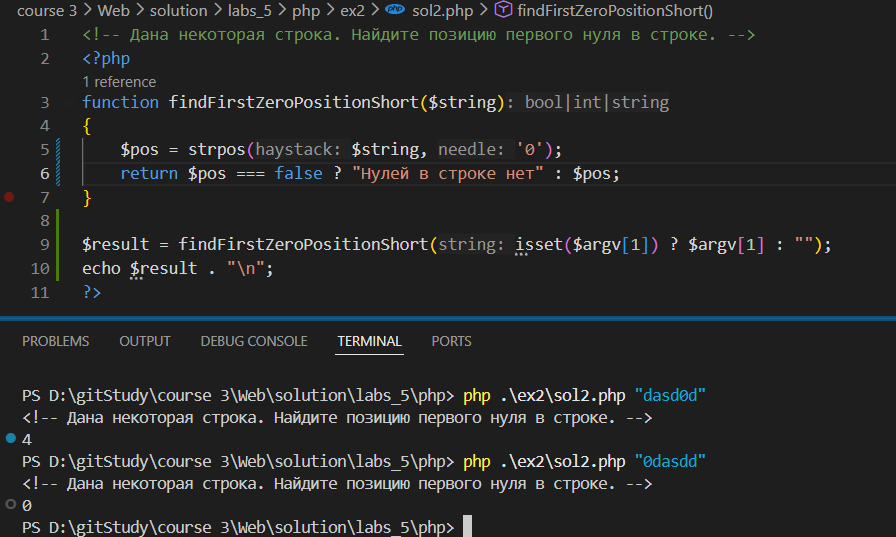 course 3 > Web > solution > labs_5 > php > ex2 > php sol2.php > findFirstZeroPositionShort()
1 <!-- Дана некоторая строка. Найдите позицию первого нуля в строке. -->
2 <?php
1 reference
3 function findFirstZeroPositionShort($string): bool|int|string
4 {
5 $pos = strpos(haystack: $string, needle: '0');
6 return $pos === false ? "Нулей в строке нет" : $pos;
7 }
8
9 $result = findFirstZeroPositionShort(string: isset($argv[1]) ? $argv[1] : "");
10 echo $result . "\n";
11 ?>
PROBLEMS OUTPUT DEBUG CONSOLE TERMINAL PORTS
PS D:\gitStudy\course 3\Web\solution\labs_5\php> php .\ex2\sol2.php "dasd0d"
<!-- Дана некоторая строка. Найдите позицию первого нуля в строке. -->
4
PS D:\gitStudy\course 3\Web\solution\labs_5\php> php .\ex2\sol2.php "0dasdd"
<!-- Дана некоторая строка. Найдите позицию первого нуля в строке. -->
0
PS D:\gitStudy\course 3\Web\solution\labs_5\php>